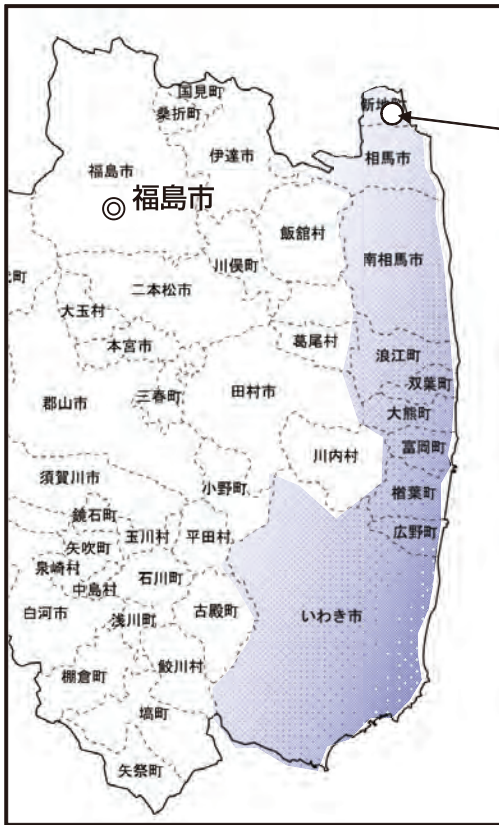 国見町
桑折町
新地町
伊達市
相馬市
福島市
◎ 福島市
飯舘村
川俣町
南相馬市
代町
二本松市
大玉村
葛尾村
本宮市
浪江町
双葉町
三春町
田村市
大熊町
郡山市
川内村
富岡町
須賀川市
小野町
楢葉町
鏡石町
玉川村
平田村
広野町
矢吹町
泉崎村
石川町
中島村
白河市
浅川町
古殿町
いわき市
鮫川村
棚倉町
塙町
矢祭町